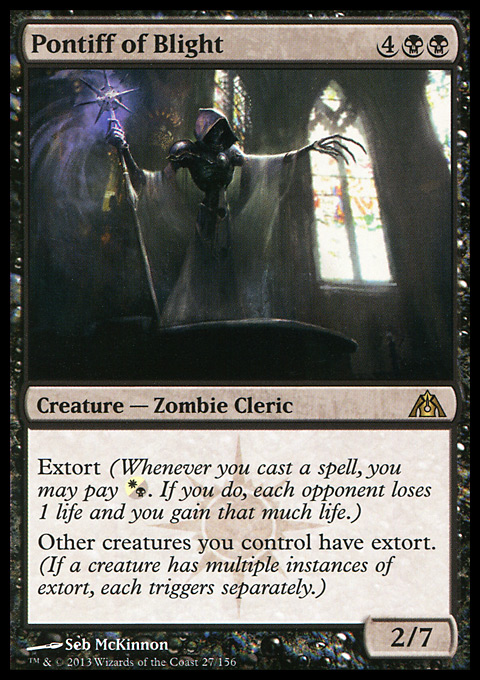 Pontiff of Blight 4
Creature — Zombie Cleric
Extort (Whenever you cast a spell, you
may pay . If you do, each opponent loses
1 life and you gain that much life.)
Other creatures you control have extort.
(If a creature has multiple instances of
extort, each triggers separately.)
2/7
Seb McKinnon
™ & © 2013 Wizards of the Coast 27/156